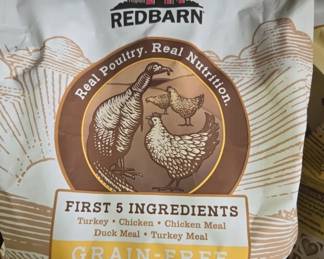 REDBARN
Real Poultry. Real Nutrition.
FIRST 5 INGREDIENTS
Turkey • Chicken • Chicken Meal
Duck Meal • Turkey Meal
GRAIN-FREE